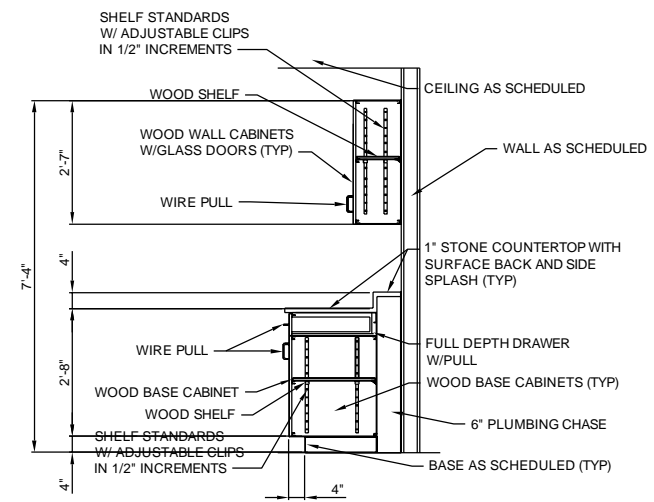 SHELF STANDARDS
W/ ADJUSTABLE CLIPS
IN 1/2" INCREMENTS
CEILING AS SCHEDULED
WOOD SHELF
WOOD WALL CABINETS
W/GLASS DOORS (TYP)
WALL AS SCHEDULED
2'-7"
WIRE PULL
7'-4"
4"
1" STONE COUNTERTOP WITH
SURFACE BACK AND SIDE
SPLASH (TYP)
WIRE PULL
FULL DEPTH DRAWER
W/PULL
2'-8"
WOOD BASE CABINET
WOOD BASE CABINETS (TYP)
WOOD SHELF
6" PLUMBING CHASE
SHELF STANDARDS
W/ ADJUSTABLE CLIPS
IN 1/2" INCREMENTS
BASE AS SCHEDULED (TYP)
4"
4"